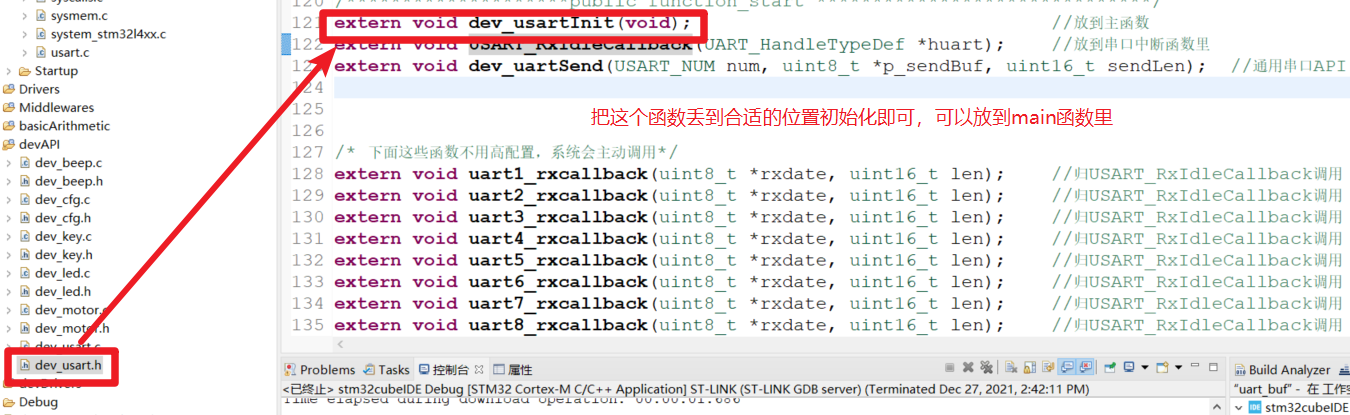 syscalls.c
sysmem.c
system_stm32l4xx.c
usart.c
Startup
Drivers
Middlewares
basicArithmetic
devAPI
dev_beep.c
dev_beep.h
dev_cfg.c
dev_cfg.h
dev_key.c
dev_key.h
dev_led.c
dev_led.h
dev_motor.c
dev_motor.h
dev_usart.c
dev_usart.h
devDrivers
Debug
120 /**********************public function_start ******************************/
121 extern void dev_usartInit(void); //放到主函数
122 extern void USART_RxIdleCallback(UART_HandleTypeDef *huart); //放到串口中断函数里
123 extern void dev_uartSend(USART_NUM num, uint8_t *p_sendBuf, uint16_t sendLen); //通用串口API
124
125
把这个函数丢到合适的位置初始化即可，可以放到main函数里
126
127 /* 下面这些函数不用高配置，系统会主动调用*/
128 extern void uart1_rxcallback(uint8_t *rxdate, uint16_t len); //归USART_RxIdleCallback调用
129 extern void uart2_rxcallback(uint8_t *rxdate, uint16_t len); //归USART_RxIdleCallback调用
130 extern void uart3_rxcallback(uint8_t *rxdate, uint16_t len); //归USART_RxIdleCallback调用
131 extern void uart4_rxcallback(uint8_t *rxdate, uint16_t len); //归USART_RxIdleCallback调用
132 extern void uart5_rxcallback(uint8_t *rxdate, uint16_t len); //归USART_RxIdleCallback调用
133 extern void uart6_rxcallback(uint8_t *rxdate, uint16_t len); //归USART_RxIdleCallback调用
134 extern void uart7_rxcallback(uint8_t *rxdate, uint16_t len); //归USART_RxIdleCallback调用
135 extern void uart8_rxcallback(uint8_t *rxdate, uint16_t len); //归USART_RxIdleCallback调用
Problems Tasks 控制台 属性
<已终止> stm32cubeIDE Debug [STM32 Cortex-M C/C++ Application] ST-LINK (ST-LINK GDB server) (Terminated Dec 27, 2021, 2:42:11 PM)
Time elapsed during download operation: 00:00:01.686
Build Analyzer
“uart_buf” - 在 工作空
stm32cubeIDE